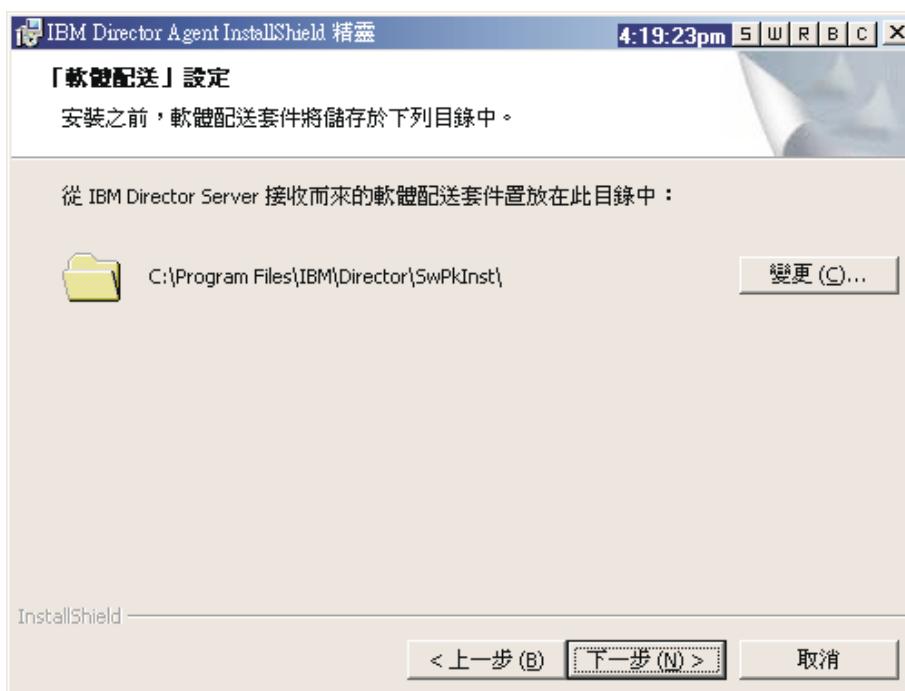 IBM Director Agent InstallShield 精靈
4:19:23pm S W R B C X
「軟體配送」設定
安裝之前,軟體配送套件將儲存於下列目錄中。
從 IBM Director Server 接收而來的軟體配送套件置放在此目錄中:
C:\Program Files\IBM\Director\SwPkInst\
變更 (C)...
InstallShield
< 上一步 (B)
下一步 (N) >
取消